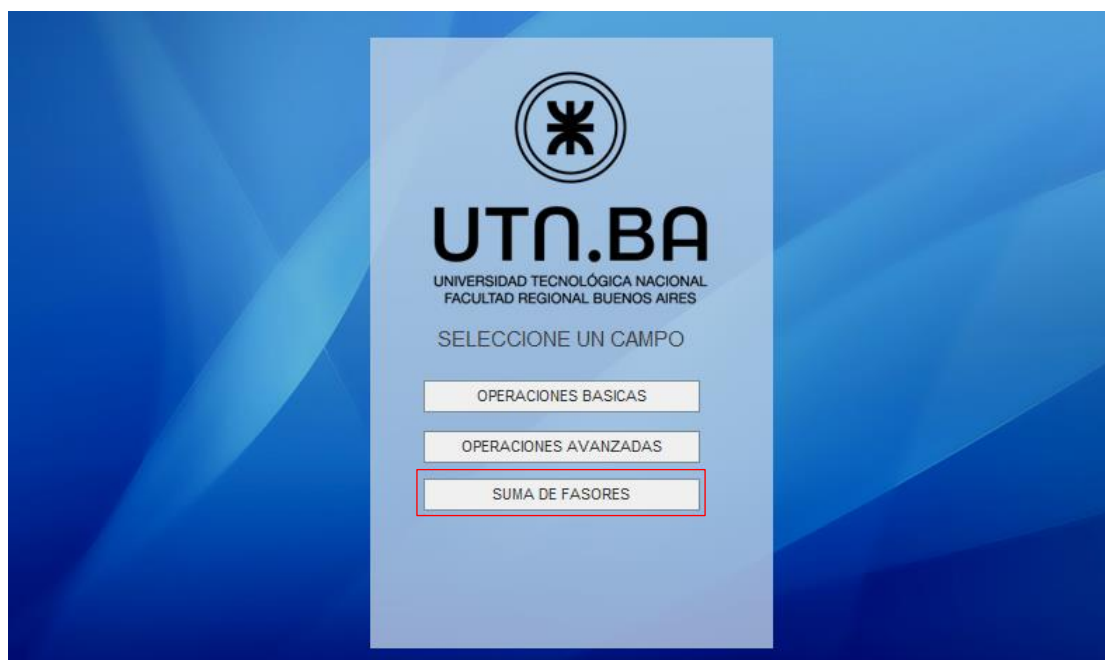 UTN.BA
UNIVERSIDAD TECNOLÓGICA NACIONAL
FACULTAD REGIONAL BUENOS AIRES
SELECCIONE UN CAMPO
OPERACIONES BASICAS
OPERACIONES AVANZADAS
SUMA DE FASORES